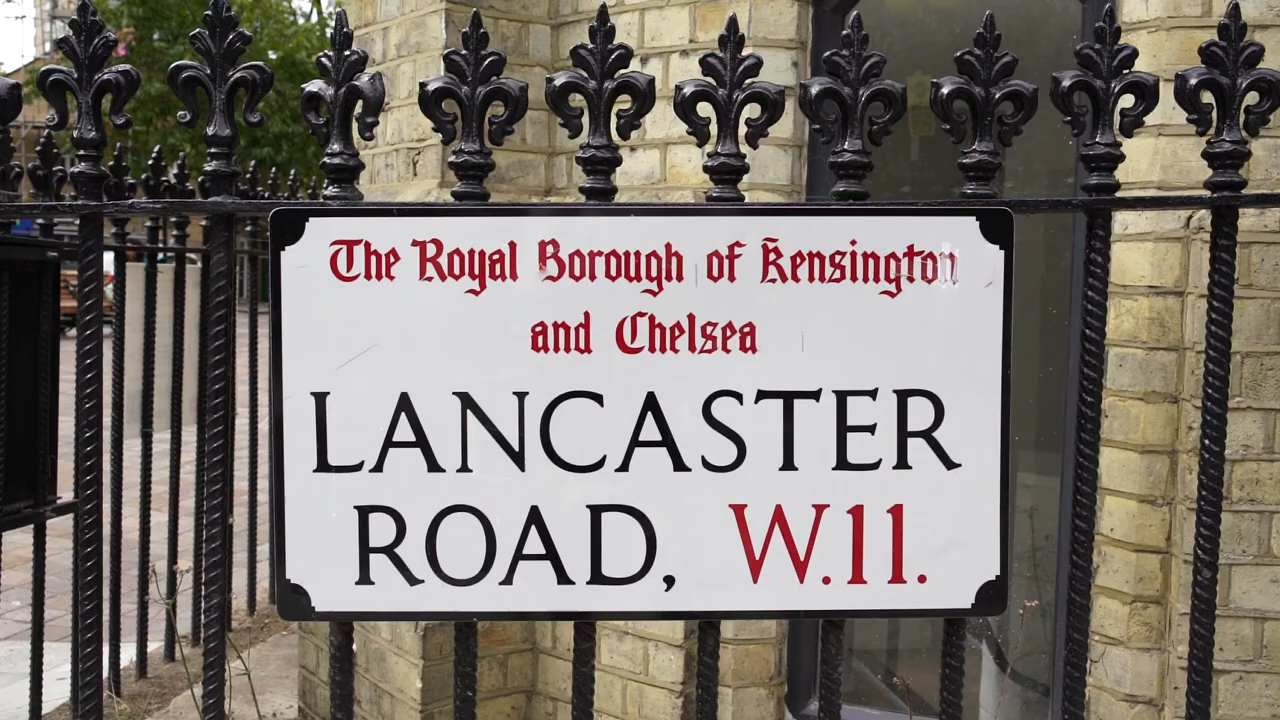 The Royal Borough of Kensington
and Chelsea
LANCASTER
ROAD, W.11.